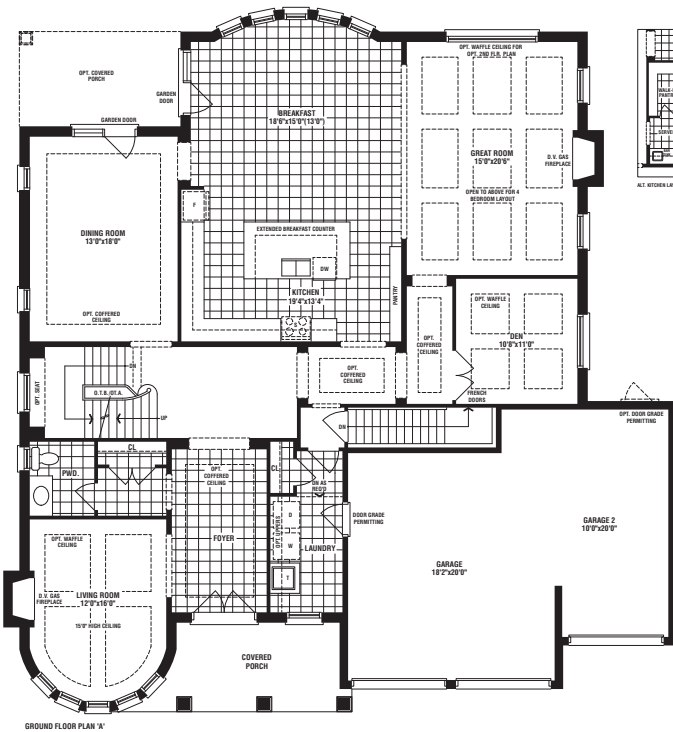 OPT. COVERED
PORCH
GARDEN DOOR
GARDEN
DOOR
BREAKFAST
18'6"x15'0"(13'0")
OPT. WAFFLE CEILING FOR
OPT. 2ND FLR. PLAN
GREAT ROOM
15'0"x20'6"
D.V. GAS
FIREPLACE
OPEN TO ABOVE FOR 4
BEDROOM LAYOUT
ALT. KITCHEN
DINING ROOM
13'0"x18'0"
OPT. COFFERED
CEILING
F
EXTENDED BREAKFAST COUNTER
DW
KITCHEN
19'4"x13'4"
S
PANTRY
OPT.
COFFERED
CEILING
OPT. WAFFLE
CEILING
DEN
10'8"x11'0"
FRENCH
DOORS
OPT.
COFFERED
CEILING
OPT. SEAT
DN
D.T.B./O.T.A.
UP
DN
OPT. DOOR GRADE
PERMITTING
CL.
PWD.
OPT.
COFFERED
CEILING
FOYER
CL.
DN AS
REQ'D
OPT. UPPERS
D
W
T
LAUNDRY
DOOR GRADE
PERMITTING
GARAGE
18'2"x20'0"
GARAGE 2
10'0"x20'0"
OPT. WAFFLE
CEILING
D.V. GAS
FIREPLACE
LIVING ROOM
12'0"x16'0"
15'0" HIGH CEILING
COVERED
PORCH
GROUND FLOOR PLAN 'A'